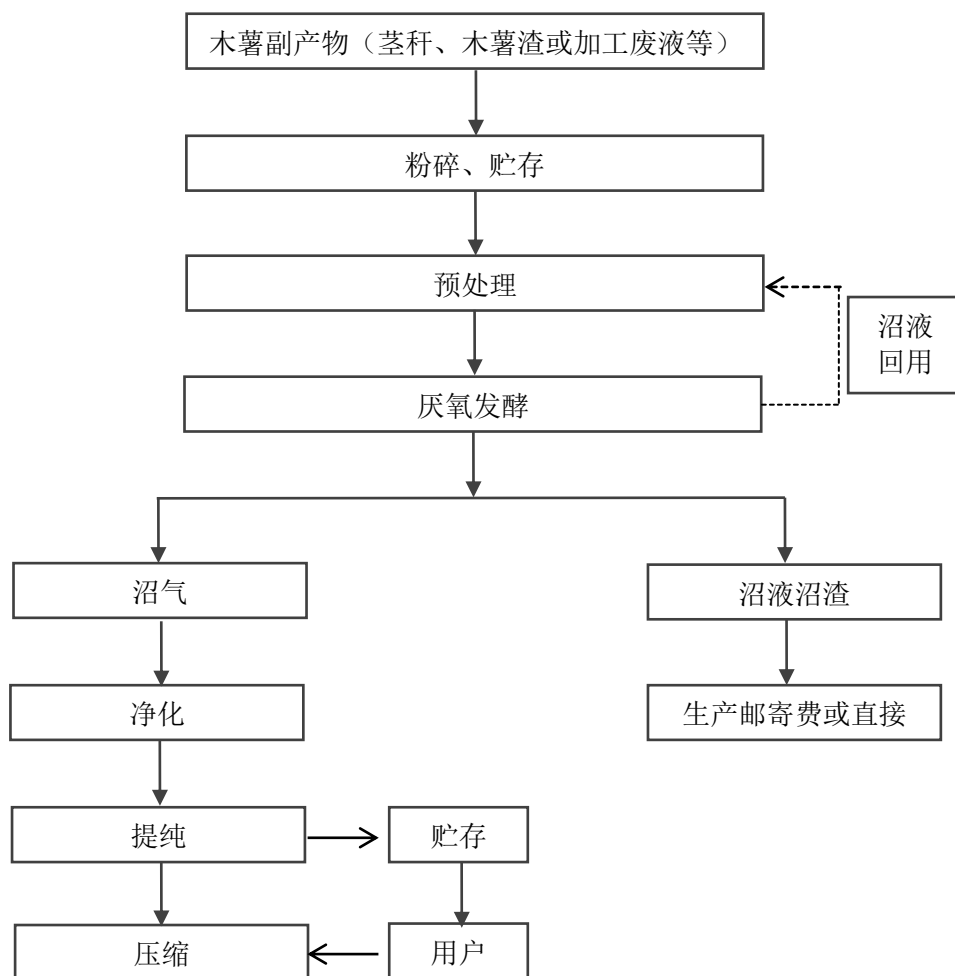 木薯副产物（茎秆、木薯渣或加工废液等）
粉碎、贮存
预处理
沼液
回用
厌氧发酵
沼气
沼液沼渣
净化
生产邮寄费或直接
提纯
贮存
压缩
用户